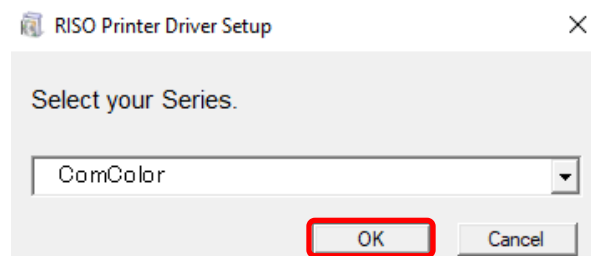 RISO Printer Driver Setup
Select your Series.
ComColor
OK Cancel